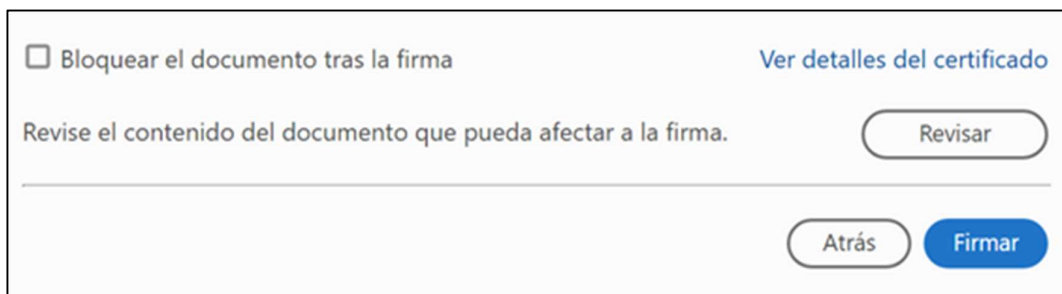 Bloquear el documento tras la firma
Ver detalles del certificado
Revise el contenido del documento que pueda afectar a la firma.
Revisar
Atrás
Firmar